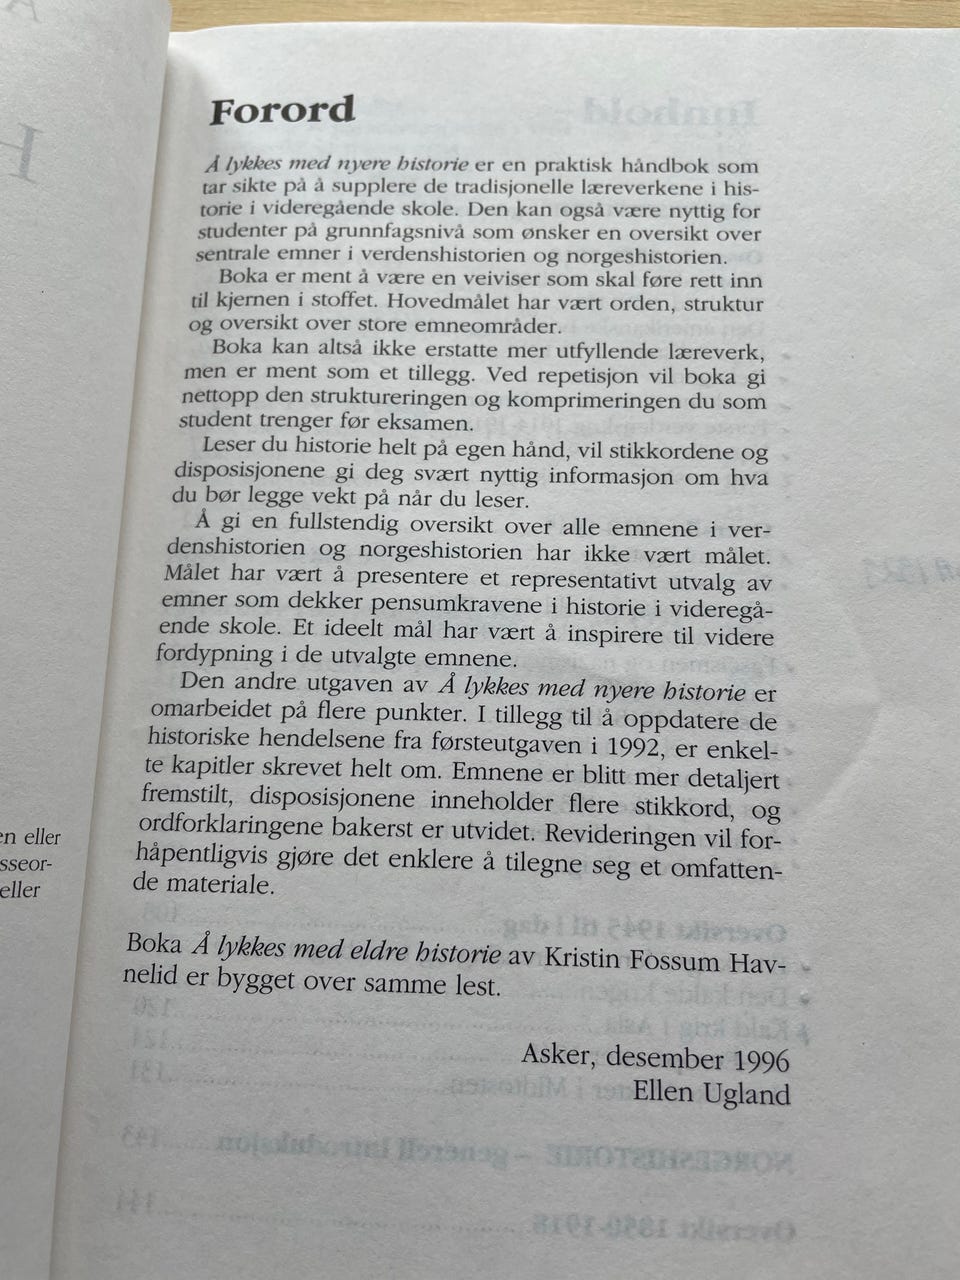 Forord
Å lykkes med nyere historie er en praktisk håndbok som
tar sikte på å supplere de tradisjonelle læreverkene i his-
torie i videregående skole. Den kan også være nyttig for
studenter på grunnfagsnivå som ønsker en oversikt over
sentrale emner i verdenshistorien og norgeshistorien.
Boka er ment å være en veiviser som skal føre rett inn
til kjernen i stoffet. Hovedmålet har vært orden, struktur
og oversikt over store emneområder.
Boka kan altså ikke erstatte mer utfyllende læreverk,
men er ment som et tillegg. Ved repetisjon vil boka gi
nettopp den struktureringen og komprimeringen du som
student trenger før eksamen.
Leser du historie helt på egen hånd, vil stikkordene og
disposisjonene gi deg svært nyttig informasjon om hva
du bør legge vekt på når du leser.
Å gi en fullstendig oversikt over alle emnene i ver-
denshistorien og norgeshistorien har ikke vært målet.
Målet har vært å presentere et representativt utvalg av
emner som dekker pensumkravene i historie i videregå-
ende skole. Et ideelt mål har vært å inspirere til videre
fordypning i de utvalgte emnene.
Den andre utgaven av Å lykkes med nyere historie er
omarbeidet på flere punkter. I tillegg til å oppdatere de
historiske hendelsene fra førsteutgaven i 1992, er enkel-
te kapitler skrevet helt om. Emnene er blitt mer detaljert
fremstilt, disposisjonene inneholder flere stikkord, og
ordforklaringene bakerst er utvidet. Revideringen vil for-
håpentligvis gjøre det enklere å tilegne seg et omfatten-
de materiale.
Boka Å lykkes med eldre historie av Kristin Fossum Hav-
nelid er bygget over samme lest.
Asker, desember 1996
Ellen Ugland
en eller
sseor-
eller